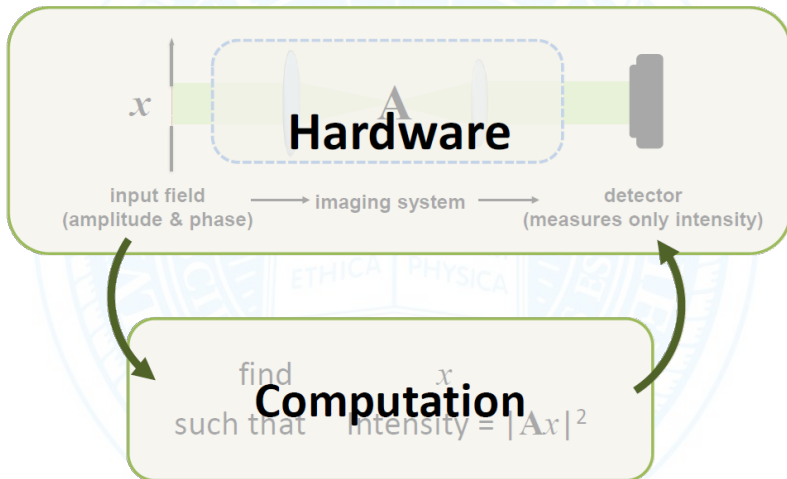 x
A
Hardware
input field
(amplitude & phase)
imaging system
detector
(measures only intensity)
ETHICA PHYSICA
find x
Computation
such that Intensity = |Ax|²